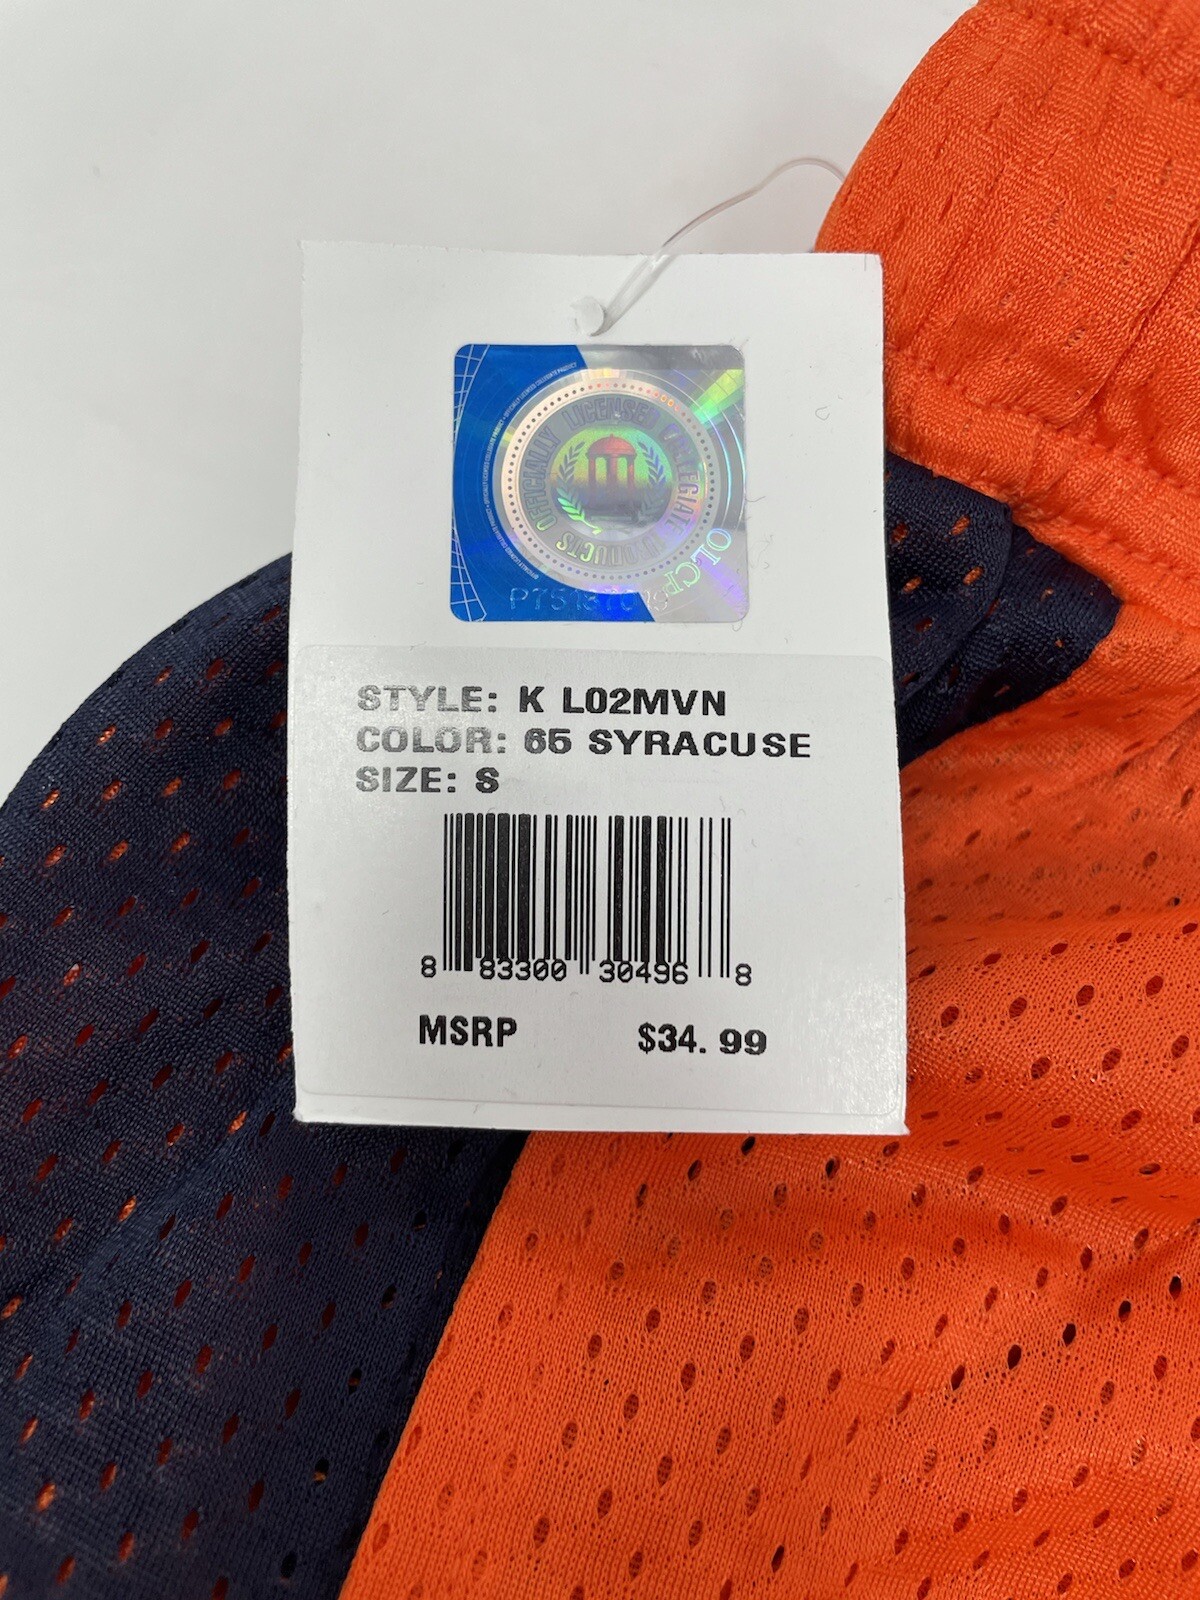 OFFICIALLY LICENSED COLLEGIATE PRODUCTS
OLCP
STYLE: K L02MVN
COLOR: 65 SYRACUSE
SIZE: S
8 83300 30496 8
MSRP $34.99